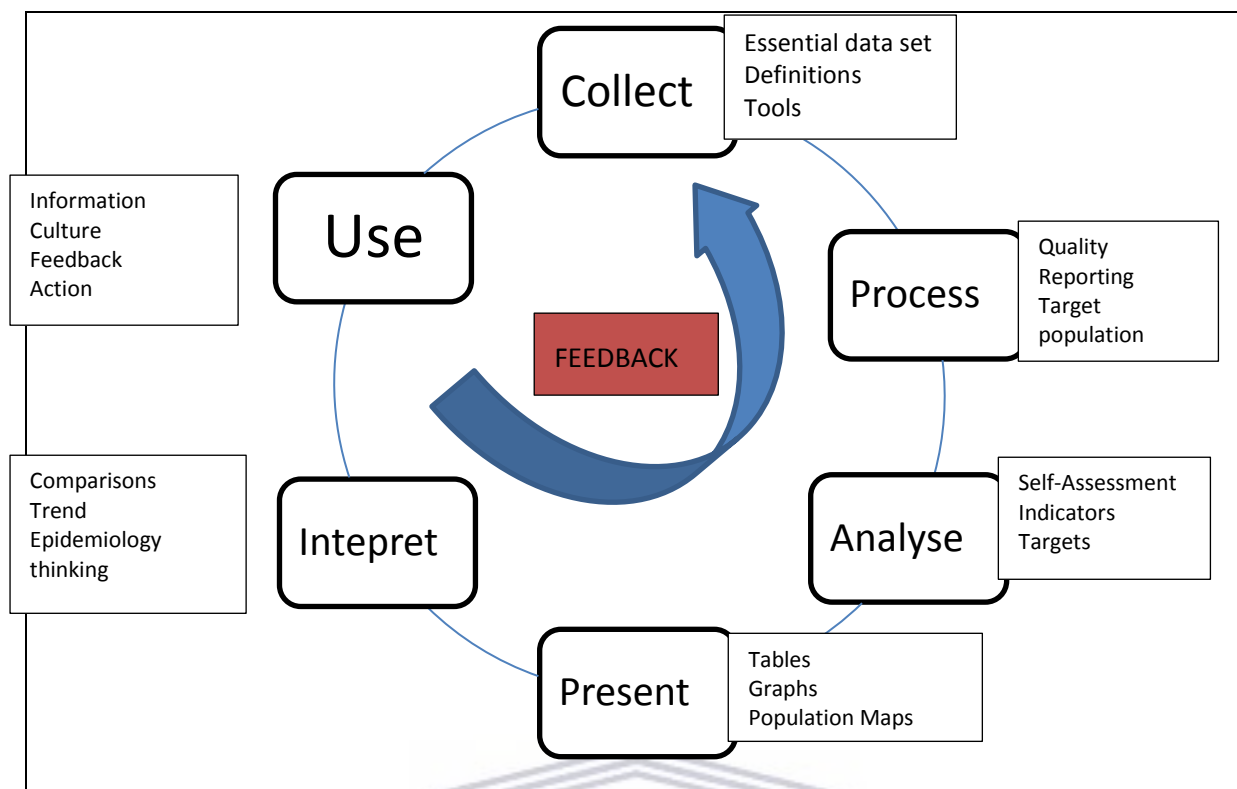 Collect
Essential data set
Definitions
Tools
Process
Quality
Reporting
Target
population
Analyse
Self-Assessment
Indicators
Targets
Present
Tables
Graphs
Population Maps
Intepret
Comparisons
Trend
Epidemiology
thinking
Use
Information
Culture
Feedback
Action
FEEDBACK